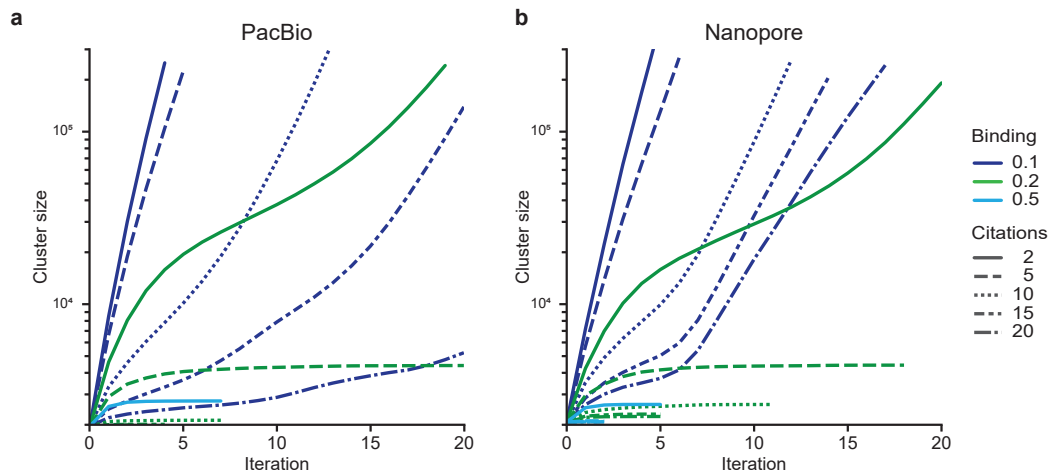 a
PacBio
Cluster size
10⁵
10⁴
0 5 10 15 20
Iteration
b
Nanopore
Cluster size
10⁵
10⁴
0 5 10 15 20
Iteration
Binding
0.1
0.2
0.5
Citations
2
5
10
15
20